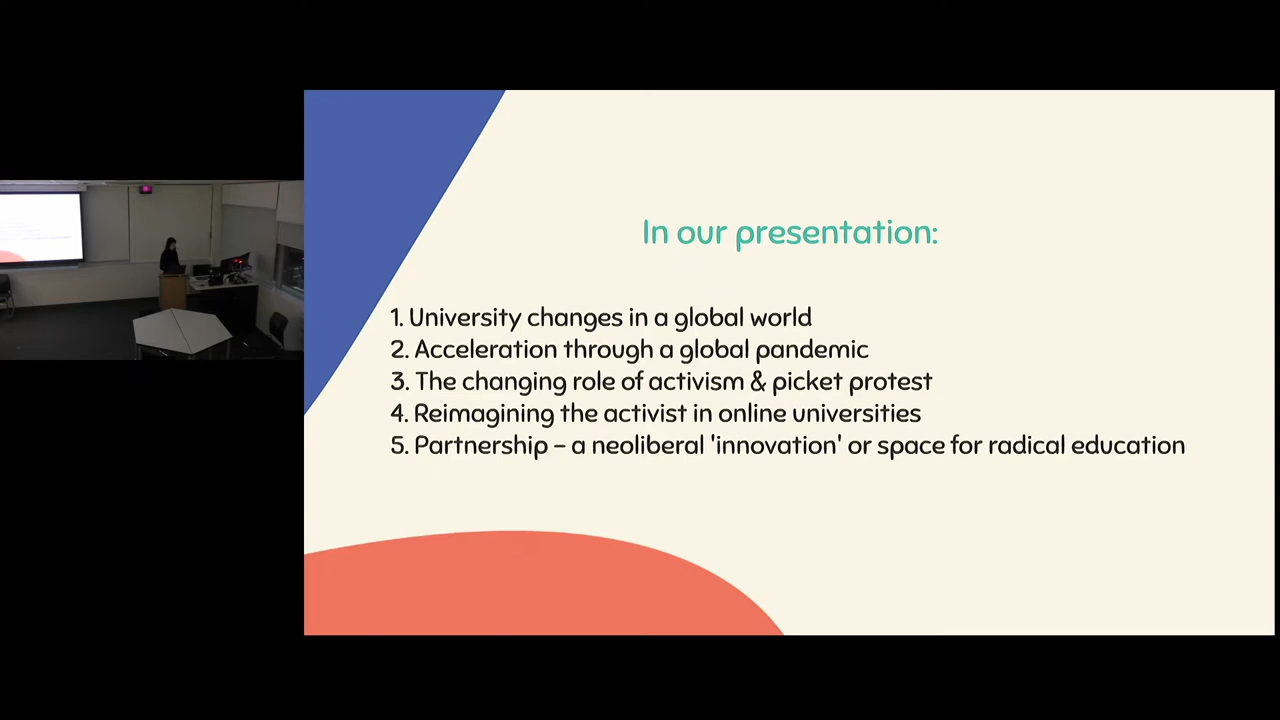 In our presentation:
1. University changes in a global world
2. Acceleration through a global pandemic
3. The changing role of activism & picket protest
4. Reimagining the activist in online universities
5. Partnership – a neoliberal 'innovation' or space for radical education